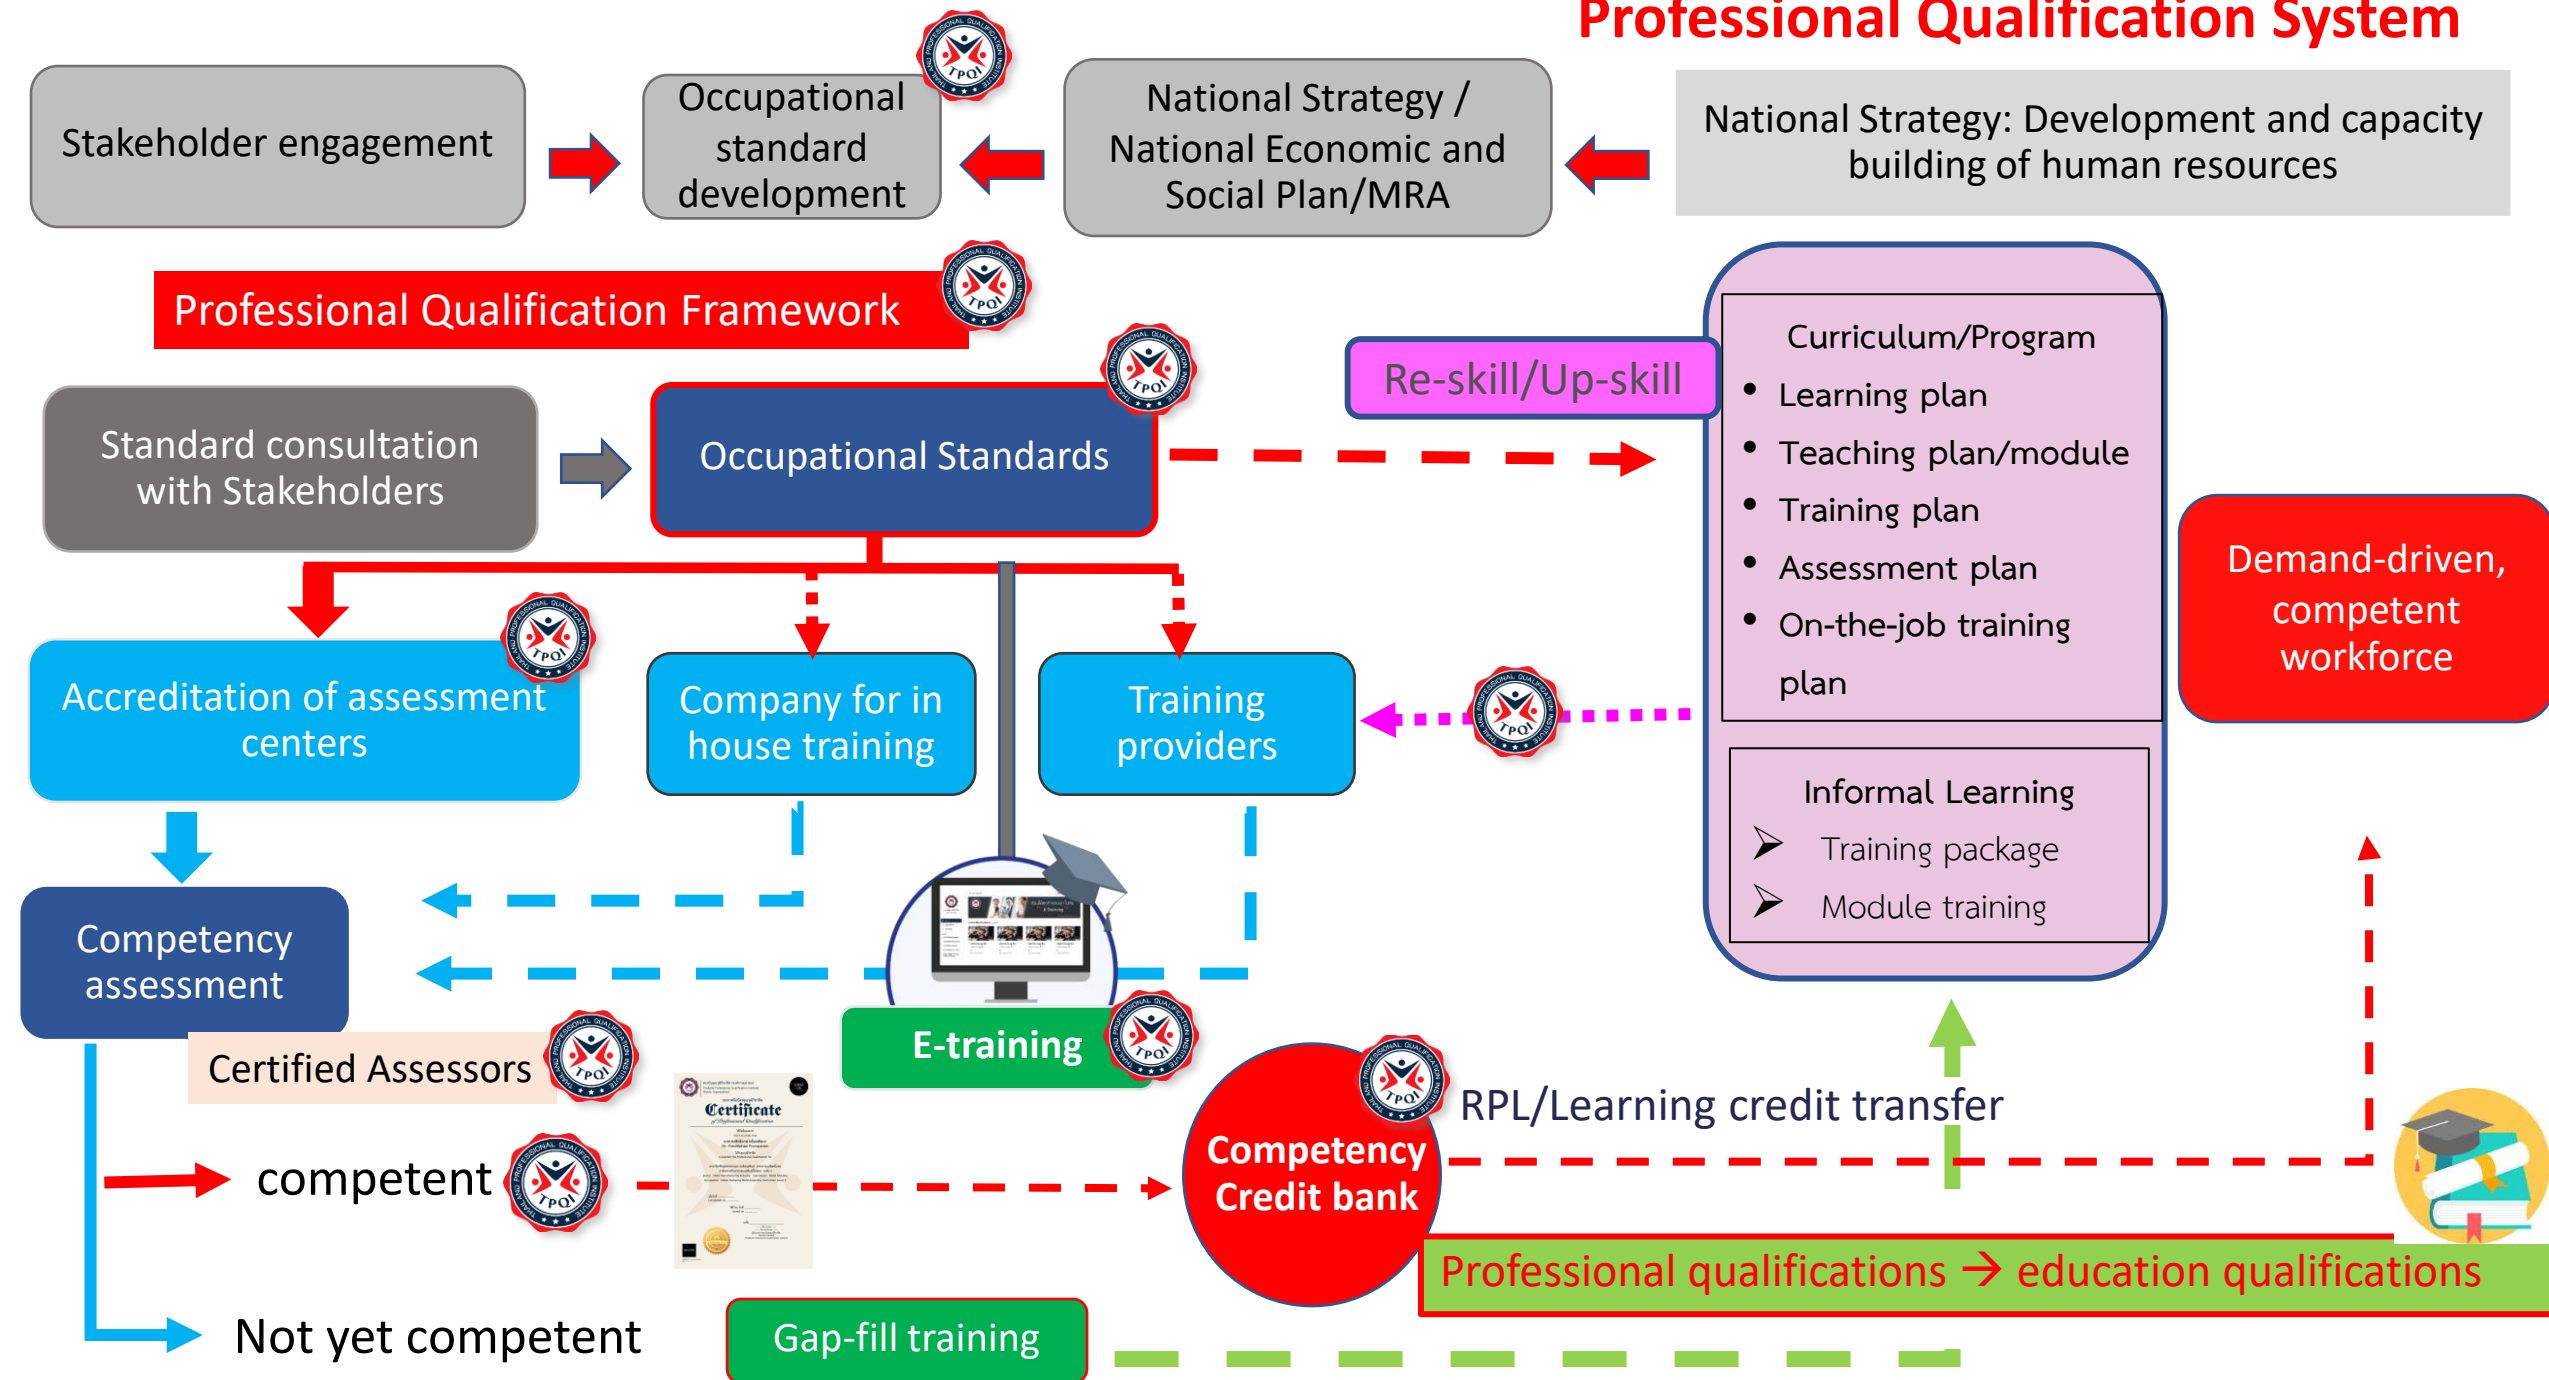 Professional Qualification System
Stakeholder engagement
Occupational
standard
development
National Strategy /
National Economic and
Social Plan/MRA
National Strategy: Development and capacity
building of human resources
Professional Qualification Framework
TPQI
Standard consultation
with Stakeholders
Occupational Standards
Re-skill/Up-skill
Curriculum/Program
• Learning plan
• Teaching plan/module
• Training plan
• Assessment plan
• On-the-job training
plan
Informal Learning
➢ Training package
➢ Module training
Demand-driven,
competent
workforce
Accreditation of assessment
centers
Company for in
house training
Training
providers
Competency
assessment
Certified Assessors
E-training
competent
Certificate
of Professional Qualification
Competency
Credit bank
RPL/Learning credit transfer
Professional qualifications → education qualifications
Not yet competent
Gap-fill training